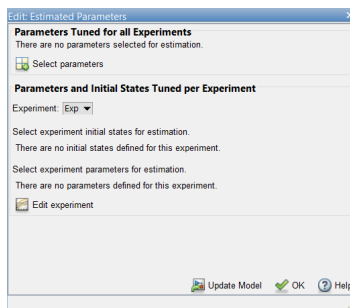 Edit: Estimated Parameters
Parameters Tuned for all Experiments
There are no parameters selected for estimation.
Select parameters
Parameters and Initial States Tuned per Experiment
Experiment: Exp
Select experiment initial states for estimation.
There are no initial states defined for this experiment.
Select experiment parameters for estimation.
There are no parameters defined for this experiment.
Edit experiment
Update Model OK Help